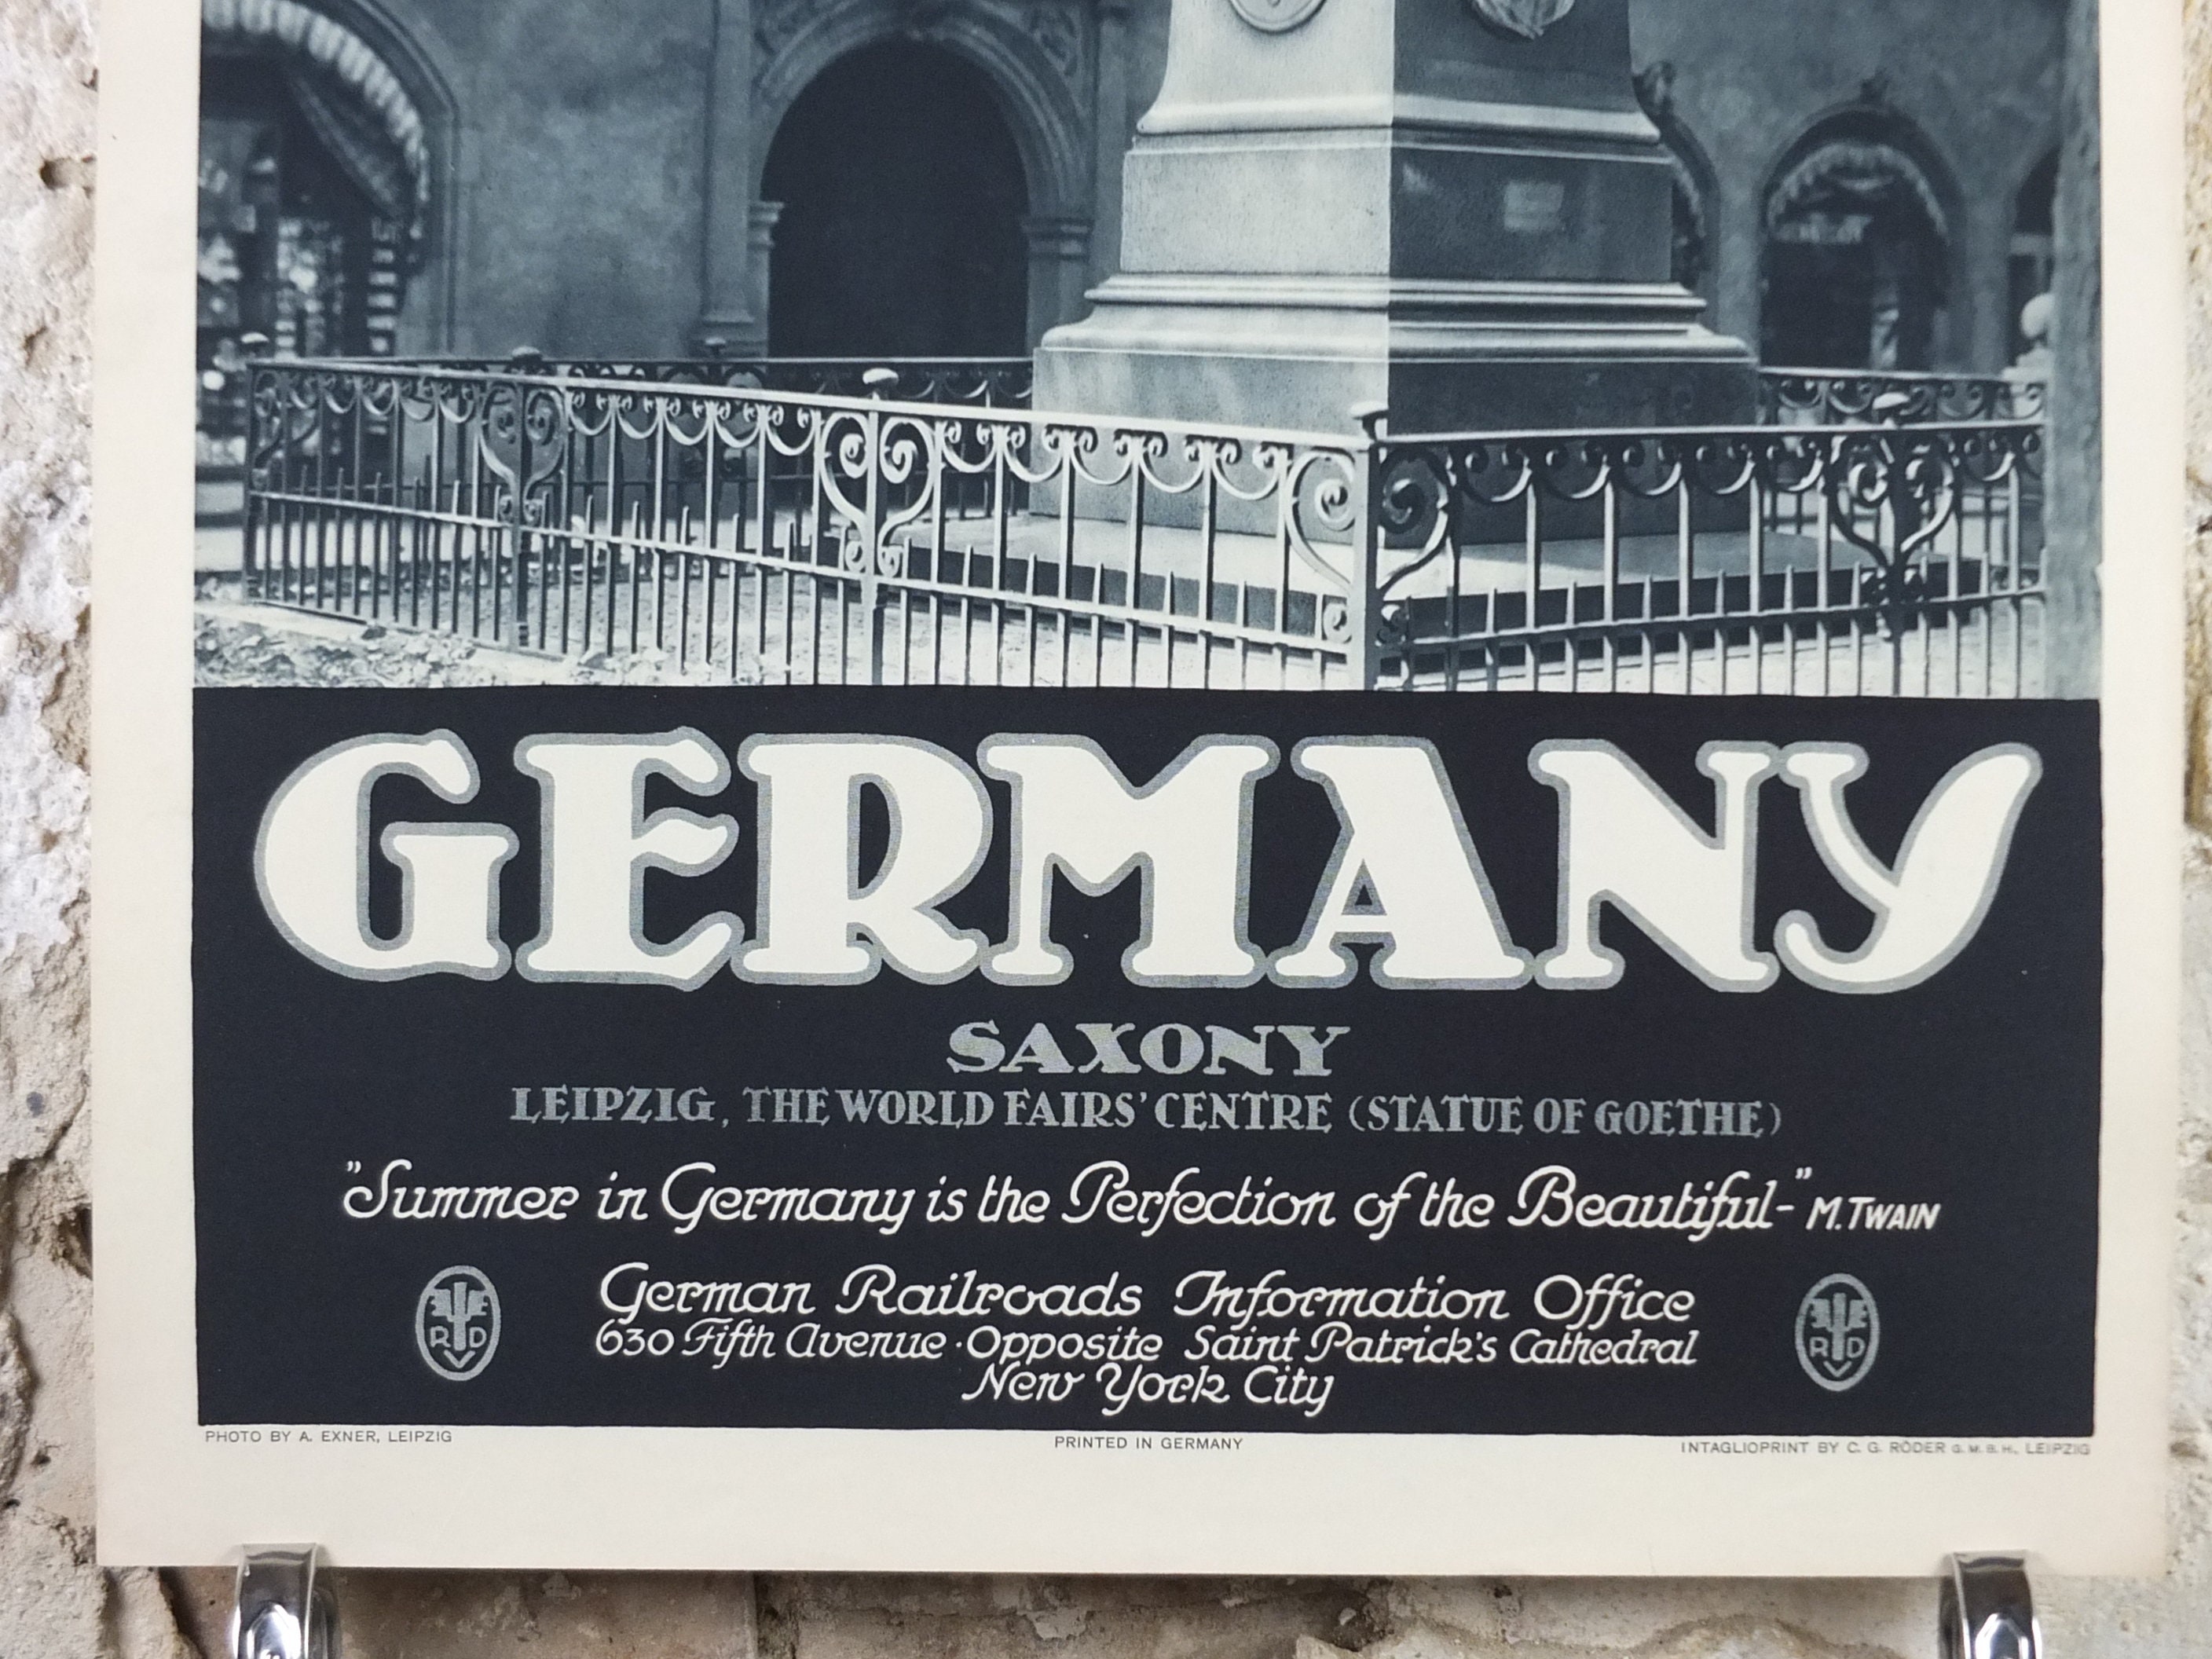 GERMANY
SAXONY
LEIPZIG, THE WORLD FAIRS' CENTRE (STATUE OF GOETHE)
"Summer in Germany is the Perfection of the Beautiful-" M. TWAIN
German Railroads Information Office
630 Fifth Avenue · Opposite Saint Patrick's Cathedral
New York City
R D
R D
PHOTO BY A. EXNER, LEIPZIG
PRINTED IN GERMANY
INTAGLIOPRINT BY C. G. RÖDER G. M. B. H., LEIPZIG